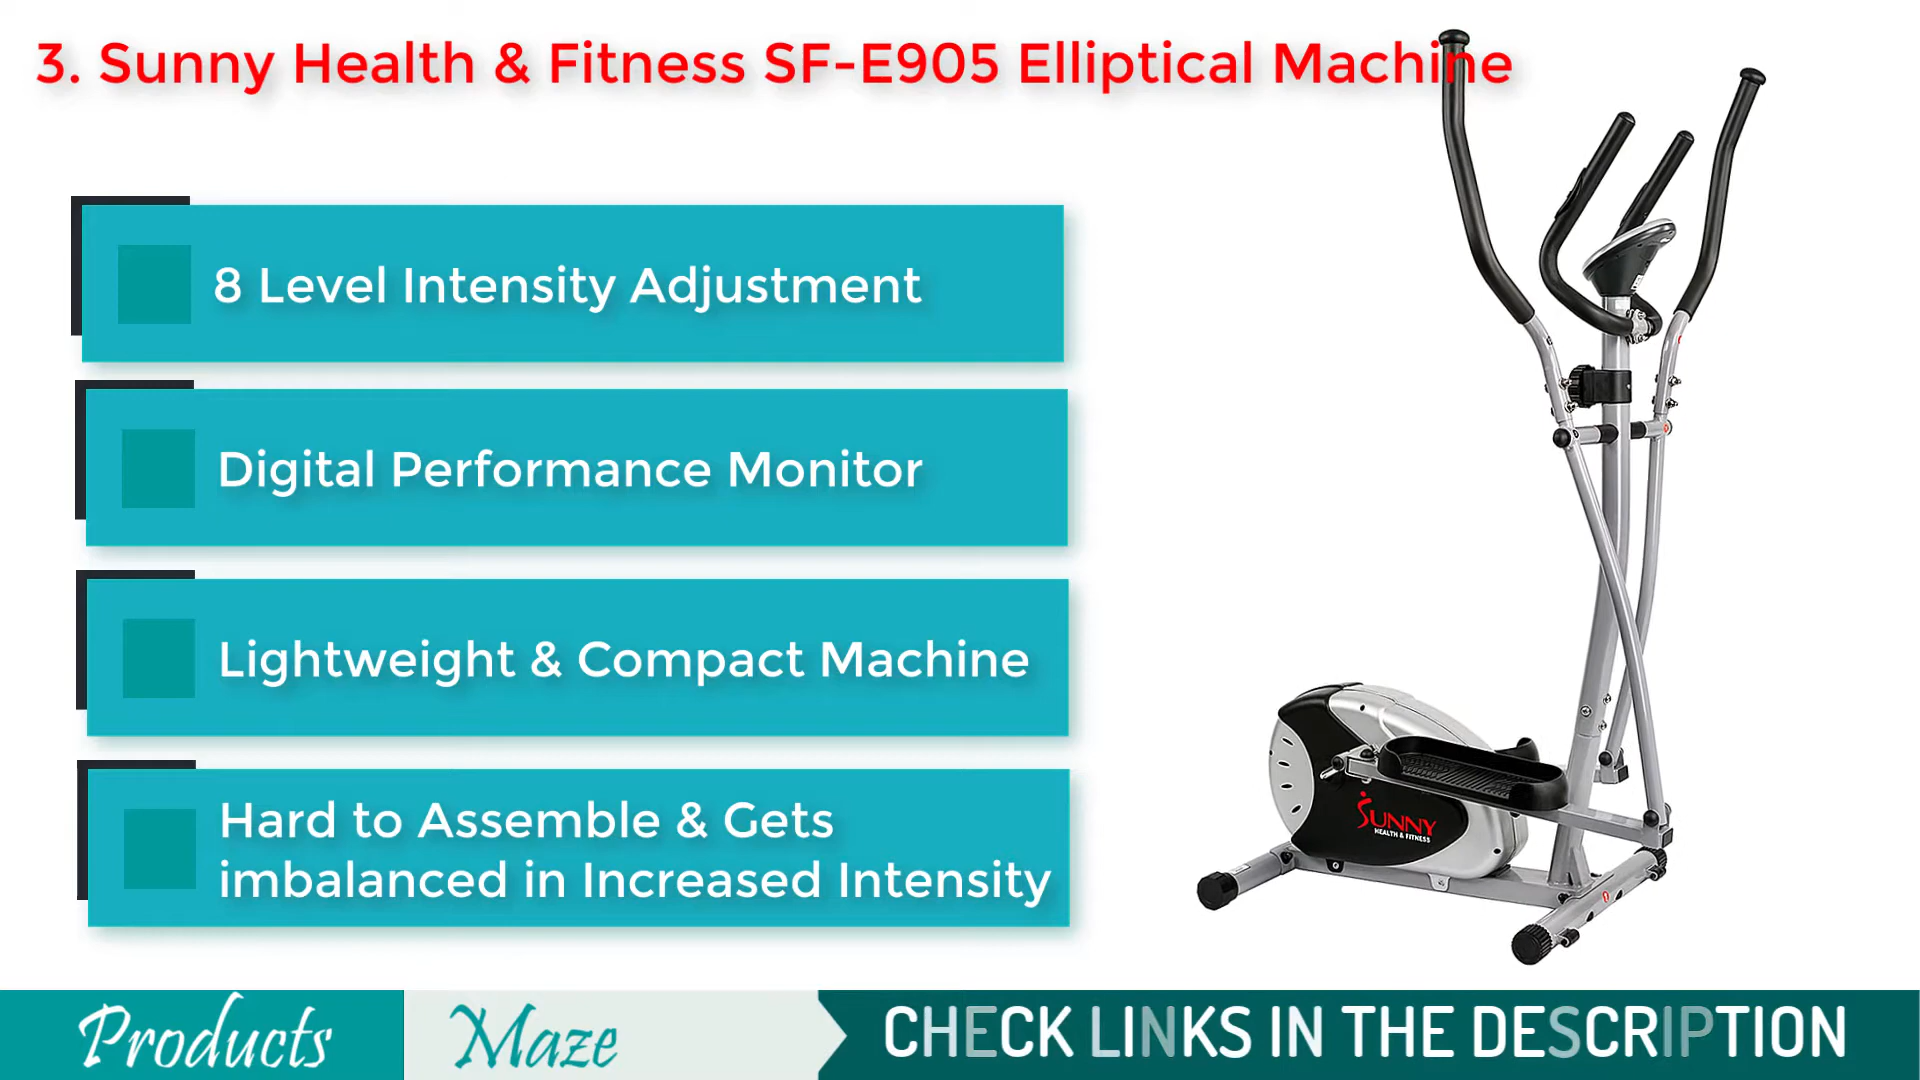 3. Sunny Health & Fitness SF-E905 Elliptical Machine
8 Level Intensity Adjustment
Digital Performance Monitor
Lightweight & Compact Machine
Hard to Assemble & Gets
imbalanced in Increased Intensity
SUNNY
HEALTH & FITNESS
Products Maze
CHECK LINKS IN THE DESCRIPTION